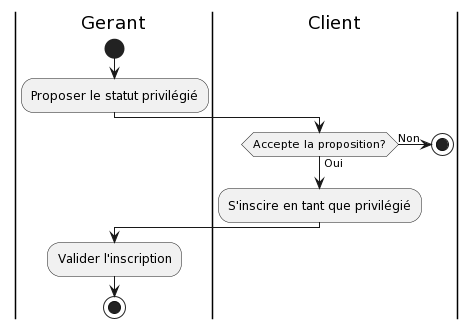 Gerant
Client
Proposer le statut privilégié
Accepte la proposition?
Non
Oui
S'inscire en tant que privilégié
Valider l'inscription